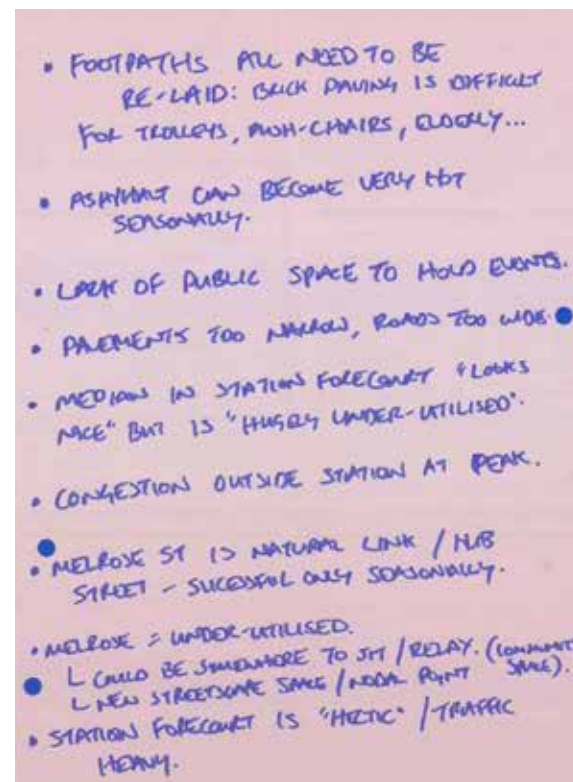 • FOOTPATHS ALL NEED TO BE
RE-LAID: BRICK PAVING IS DIFFICULT
FOR TROLLEYS, PUSH-CHAIRS, ELDERLY...
• ASPHALT CAN BECOME VERY HOT
SEASONALLY.
• LACK OF PUBLIC SPACE TO HOLD EVENTS.
• PAVEMENTS TOO NARROW, ROADS TOO WIDE.
• MEDIAN IN STATION FORECOURT "LOOKS
NICE" BUT IS "HUGELY UNDER-UTILISED".
• CONGESTION OUTSIDE STATION AT PEAK.
• MELROSE ST IS NATURAL LINK / HUB
STREET - SUCESSFUL ONLY SEASONALLY.
• MELROSE = UNDER-UTILISED.
L COULD BE SOMEWHERE TO SIT / RELAX. (COMMUNITY
L NEW STREETSCAPE SPACE / NODAL POINT SPACE).
• STATION FORECOURT IS "HECTIC" / TRAFFIC
HEAVY.